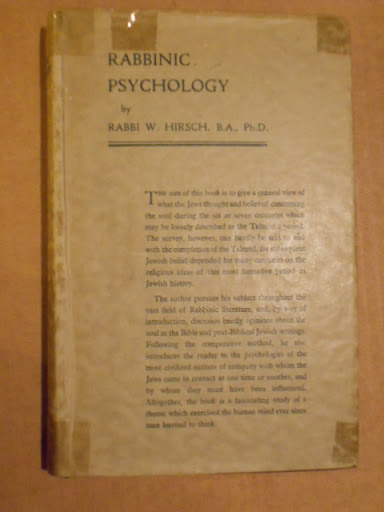 RABBINIC
PSYCHOLOGY
by
RABBI W. HIRSCH, B.A., Ph.D.
THE aim of this book is to give a general view of
what the Jews thought and believed concerning
the soul during the six or seven centuries which
may be loosely described as the Talmud period.
The survey, however, can hardly be said to end
with the completion of the Talmud, for subsequent
Jewish belief depended for many centuries on the
religious ideas of this most formative period in
Jewish history.
The author pursues his subject throughout the
vast field of Rabbinic literature, and, by way of
introduction, discusses briefly opinions about the
soul in the Bible and post-Biblical Jewish writings.
Following the comparative method, he also
introduces the reader to the psychologies of the
most civilized nations of antiquity with whom the
Jews came in contact at one time or another, and
by whom they must have been influenced.
Altogether, the book is a fascinating study of a
theme which exercised the human mind ever since
man learned to think.